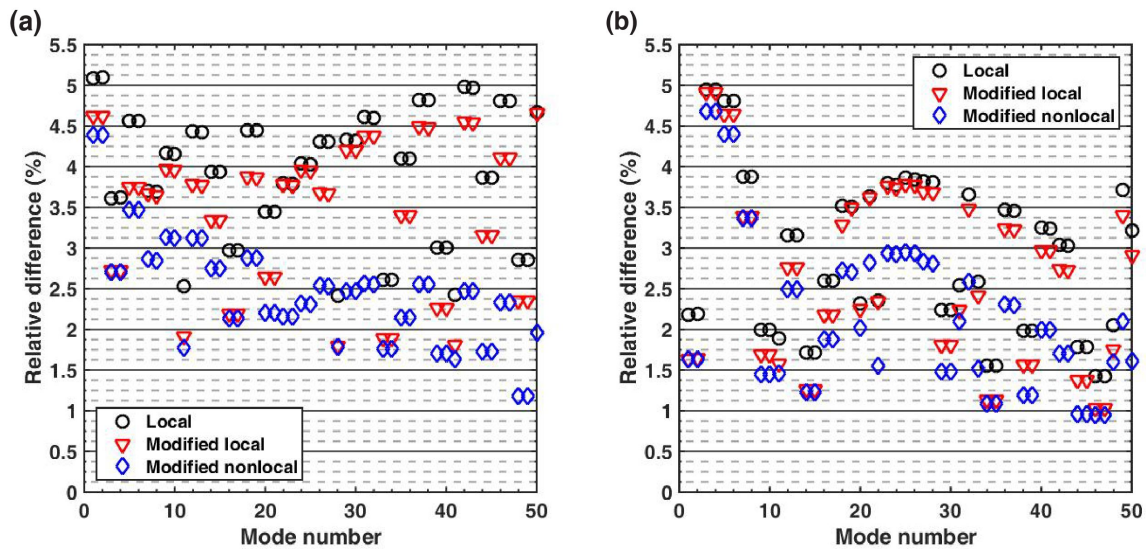 (a)
5.5
5
4.5
4
3.5
3
2.5
2
1.5
1
0.5
0
Relative difference (%)
Local
Modified local
Modified nonlocal
0 10 20 30 40 50
Mode number
(b)
5.5
5
4.5
4
3.5
3
2.5
2
1.5
1
0.5
0
Relative difference (%)
Local
Modified local
Modified nonlocal
0 10 20 30 40 50
Mode number